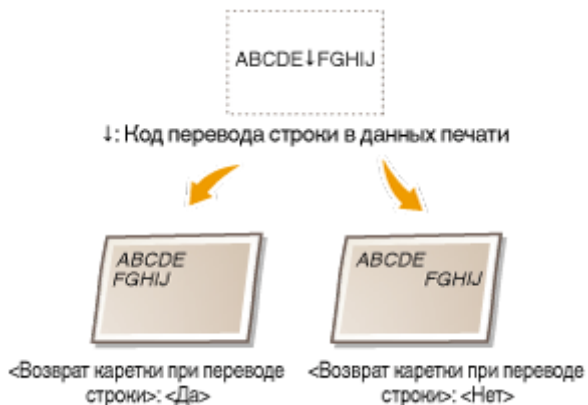 ABCDE↓FGHIJ
↓: Код перевода строки в данных печати
ABCDE
FGHIJ
ABCDE
FGHIJ
<Возврат каретки при переводе
строки>: <Да>
<Возврат каретки при переводе
строки>: <Нет>